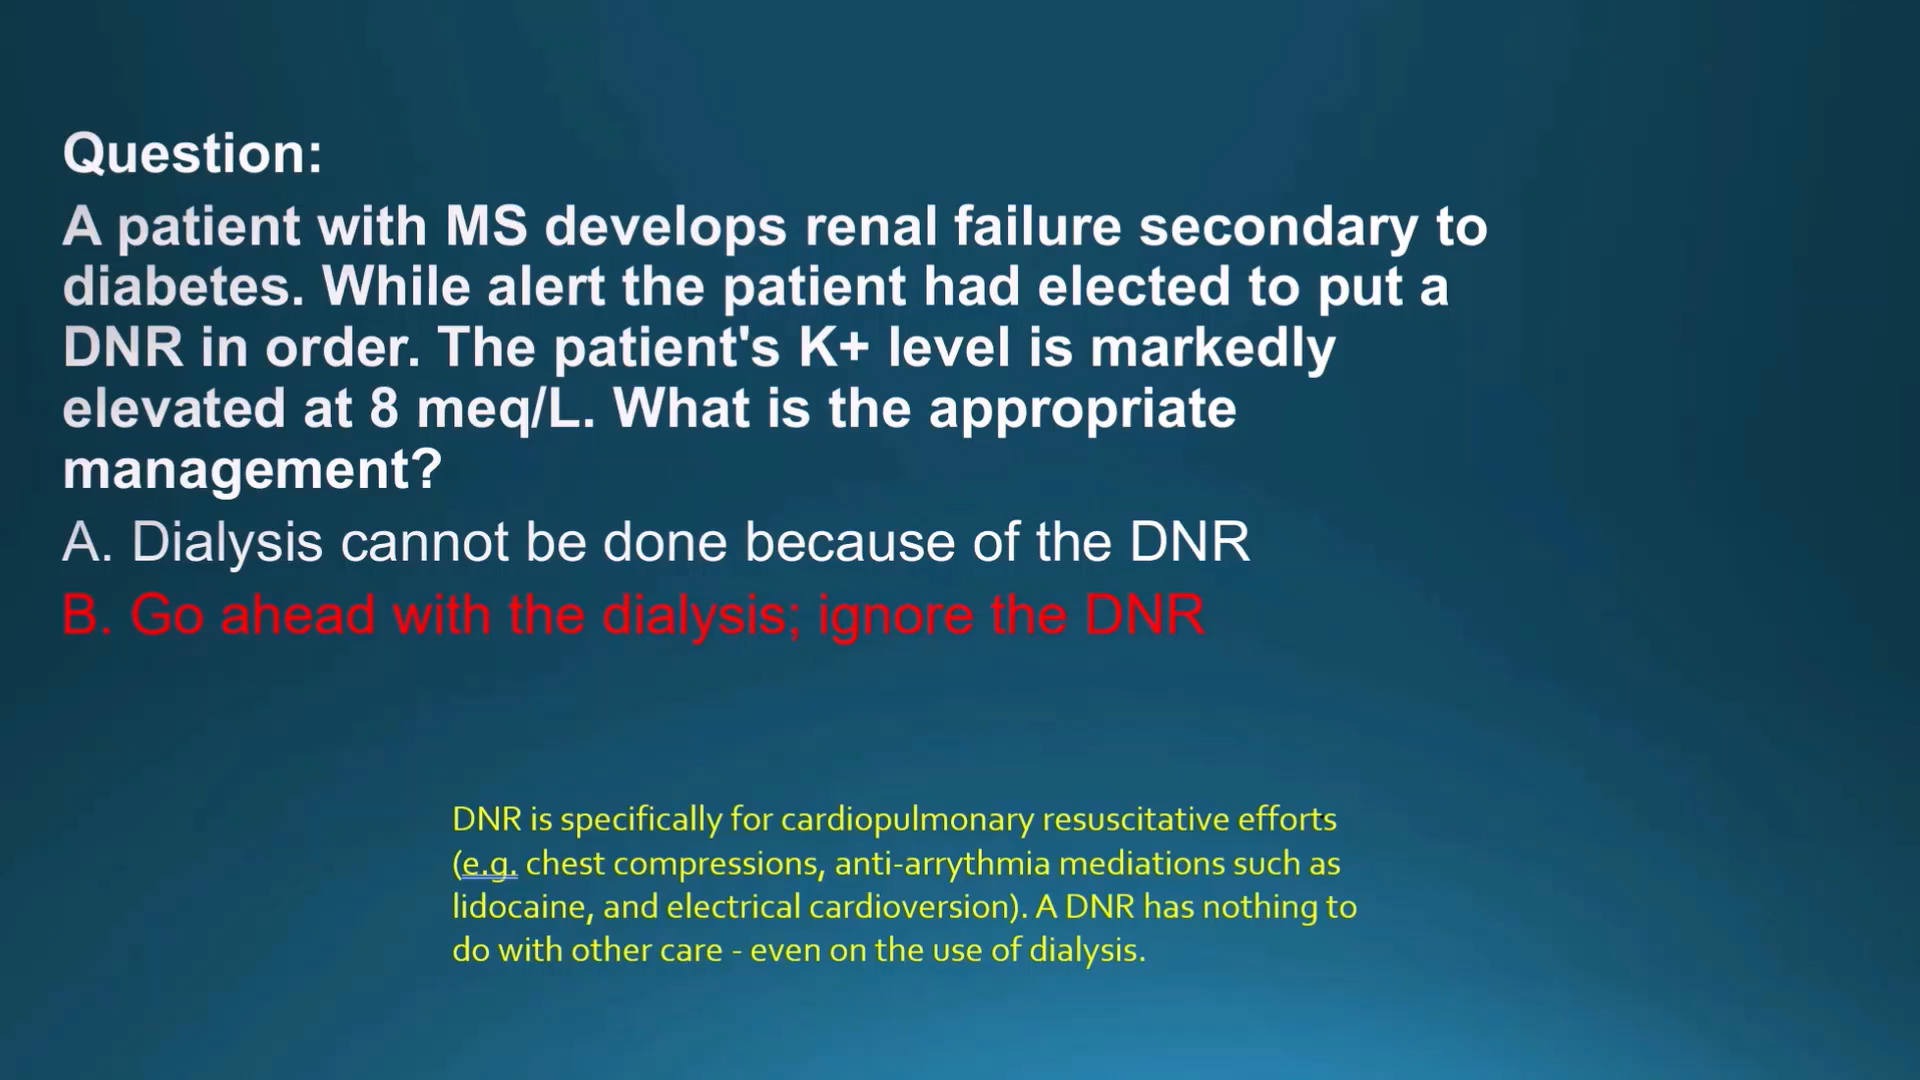 Question:
A patient with MS develops renal failure secondary to
diabetes. While alert the patient had elected to put a
DNR in order. The patient's K+ level is markedly
elevated at 8 meq/L. What is the appropriate
management?
A. Dialysis cannot be done because of the DNR
B. Go ahead with the dialysis; ignore the DNR
DNR is specifically for cardiopulmonary resuscitative efforts
(e.g. chest compressions, anti-arrythmia mediations such as
lidocaine, and electrical cardioversion). A DNR has nothing to
do with other care - even on the use of dialysis.